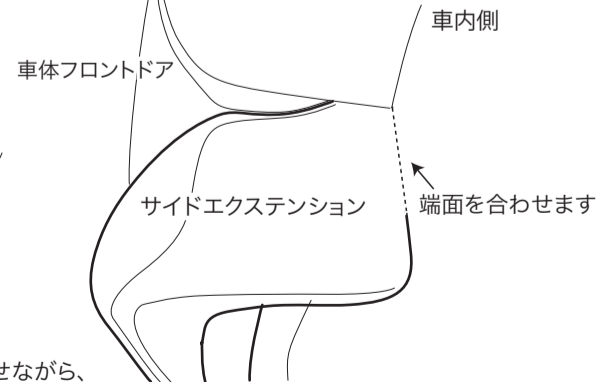 車内側
車体フロントドア
サイドエクステンション
端面を合わせます
せながら、